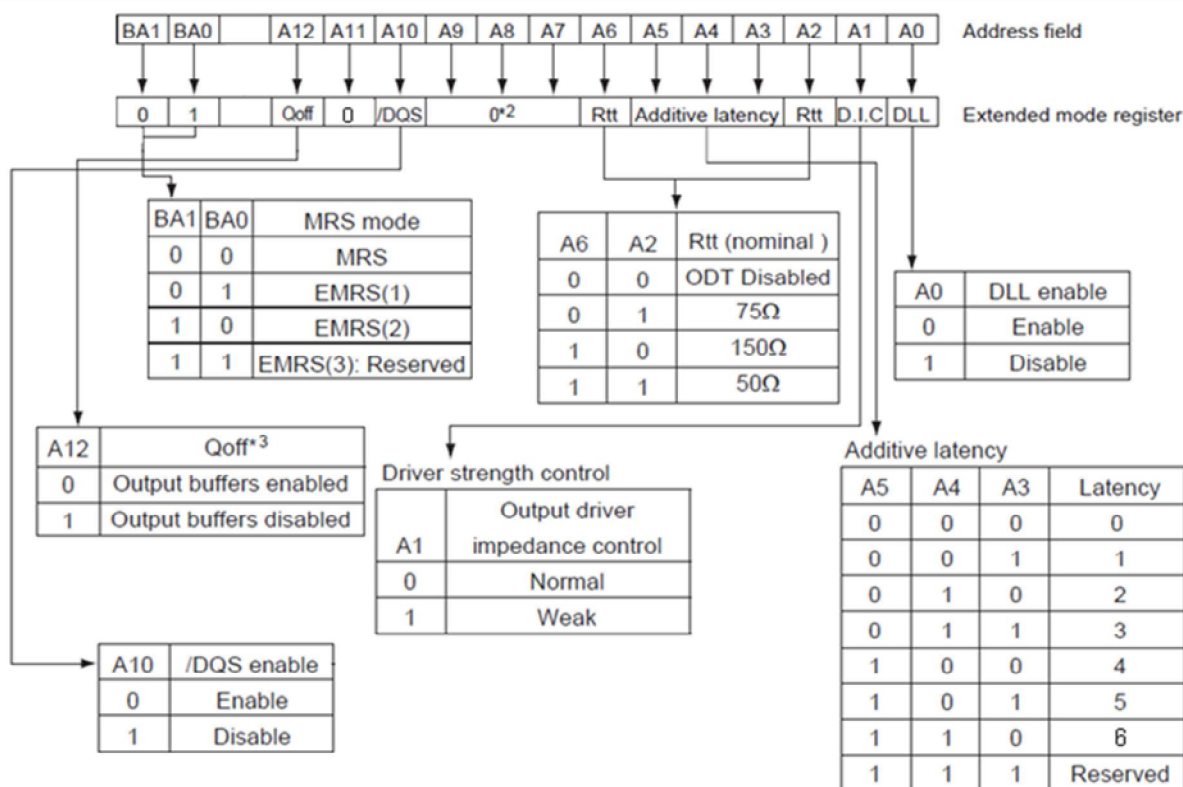 BA1 BA0 A12 A11 A10 A9 A8 A7 A6 A5 A4 A3 A2 A1 A0 Address field
0 1 Qoff 0 /DQS 0*2 Rtt Additive latency Rtt D.I.C DLL Extended mode register
BA1 BA0 MRS mode
0 0 MRS
0 1 EMRS(1)
1 0 EMRS(2)
1 1 EMRS(3): Reserved
A6 A2 Rtt (nominal )
0 0 ODT Disabled
0 1 75Ω
1 0 150Ω
1 1 50Ω
A0 DLL enable
0 Enable
1 Disable
A12 Qoff*3
0 Output buffers enabled
1 Output buffers disabled
Driver strength control
A1 Output driver
impedance control
0 Normal
1 Weak
Additive latency
A5 A4 A3 Latency
0 0 0 0
0 0 1 1
0 1 0 2
0 1 1 3
1 0 0 4
1 0 1 5
1 1 0 6
1 1 1 Reserved
A10 /DQS enable
0 Enable
1 Disable